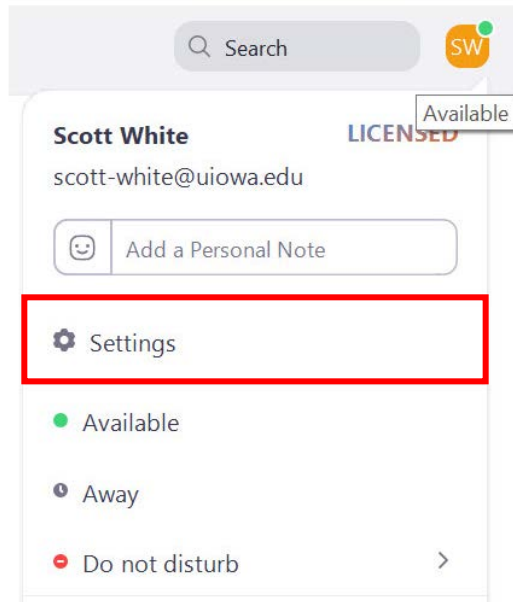 Search
SW
Available
Scott White
LICENSED
scott-white@uiowa.edu
Add a Personal Note
Settings
Available
Away
Do not disturb